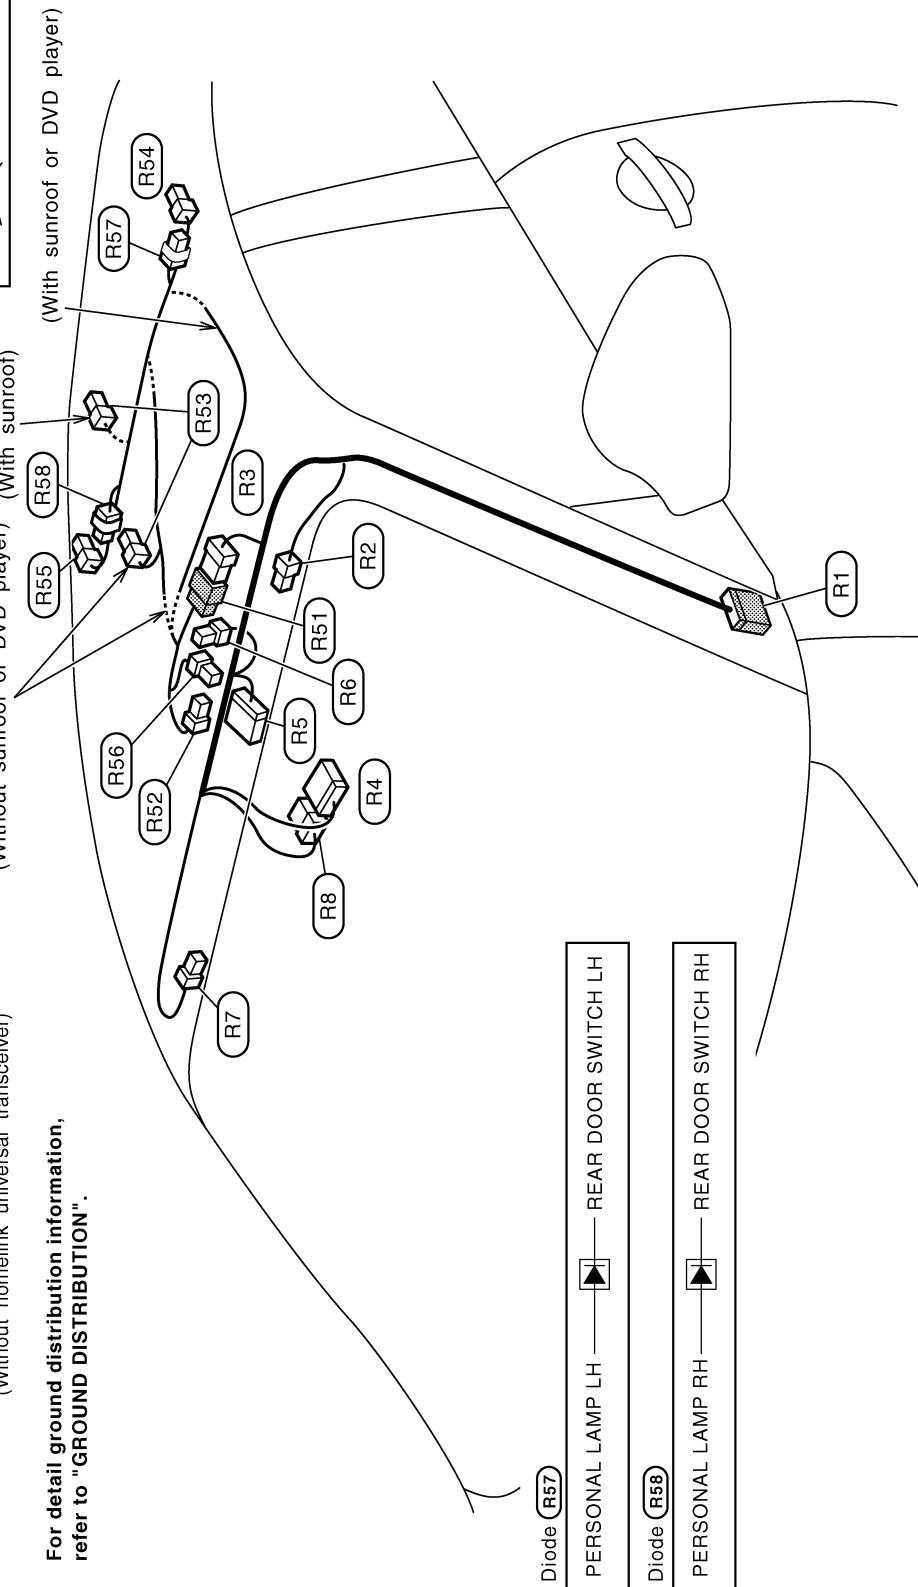 (With sunroof)
(With sunroof or DVD player)
(Without sunroof or DVD player)
(Without homelink universal transceiver)
For detail ground distribution information,
refer to "GROUND DISTRIBUTION".
R54
R57
R53
R58
R55
R3
R2
R51
R6
R56
R5
R52
R4
R8
R7
R1
Diode R57
PERSONAL LAMP LH REAR DOOR SWITCH LH
Diode R58
PERSONAL LAMP RH REAR DOOR SWITCH RH